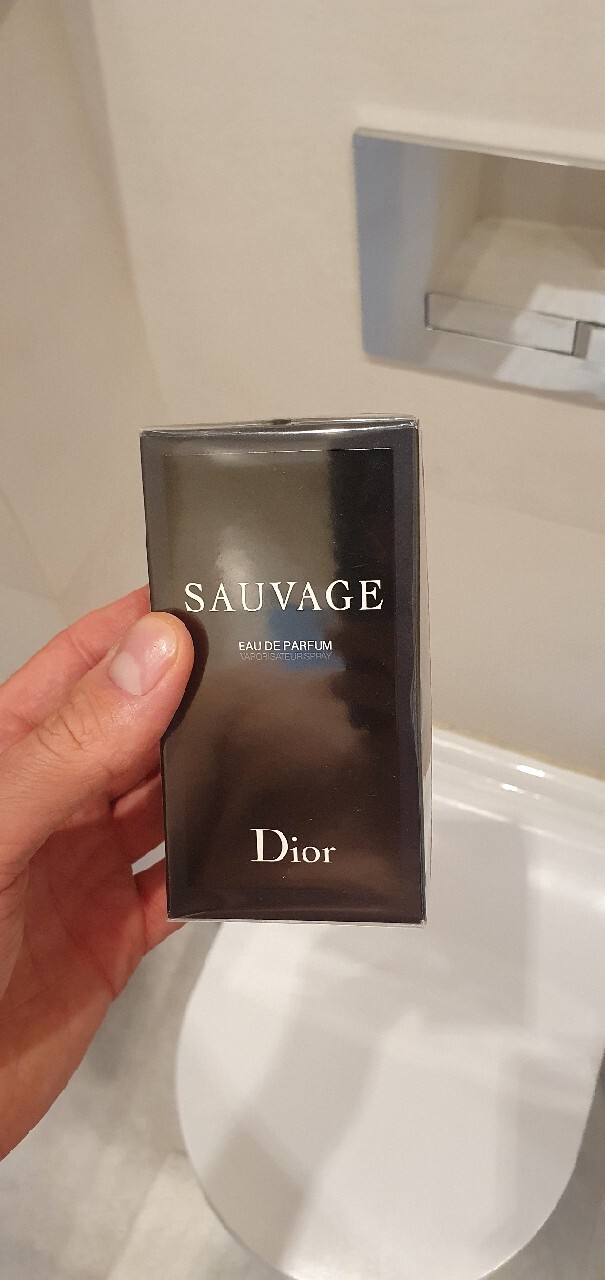 SAUVAGE
EAU DE PARFUM
VAPORISATEUR SPRAY
Dior